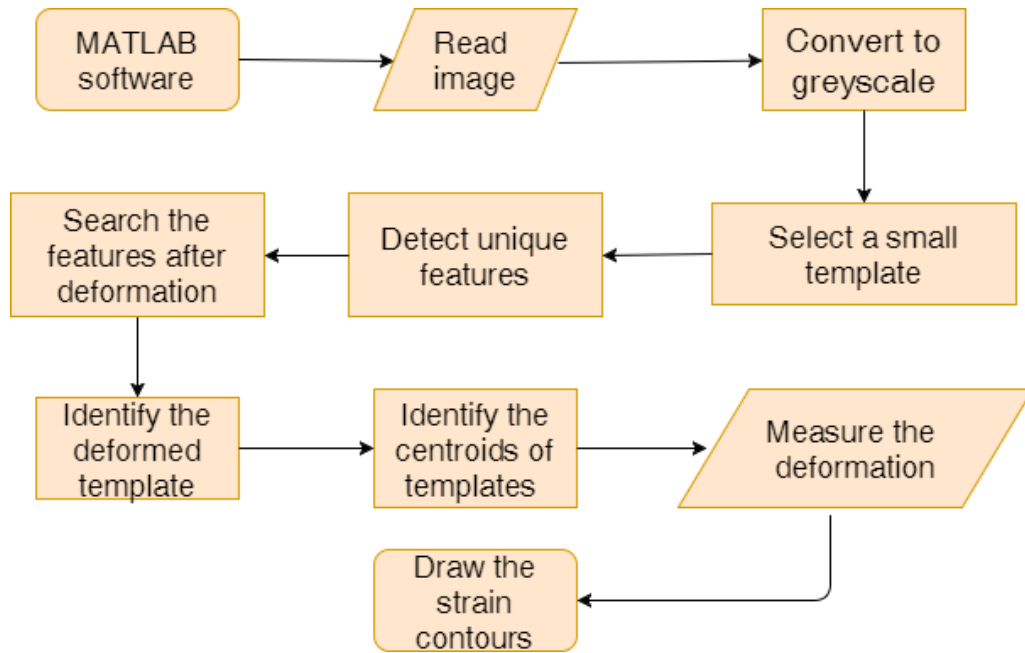 MATLAB
software
Read
image
Convert to
greyscale
Select a small
template
Detect unique
features
Search the
features after
deformation
Identify the
deformed
template
Identify the
centroids of
templates
Measure the
deformation
Draw the
strain
contours